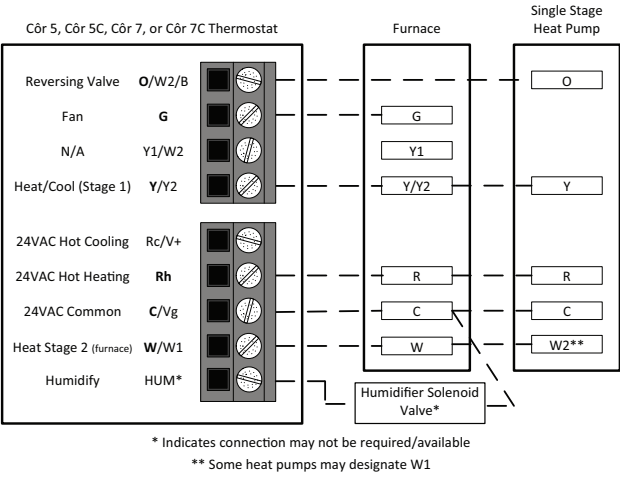 Côr 5, Côr 5C, Côr 7, or Côr 7C Thermostat
Furnace
Single Stage
Heat Pump
Reversing Valve O/W2/B
O
Fan G
G
N/A Y1/W2
Y1
Heat/Cool (Stage 1) Y/Y2
Y/Y2
Y
24VAC Hot Cooling Rc/V+
24VAC Hot Heating Rh
R
R
24VAC Common C/Vg
C
C
Heat Stage 2 (furnace) W/W1
W
W2**
Humidify HUM*
Humidifier Solenoid
Valve*
* Indicates connection may not be required/available
** Some heat pumps may designate W1